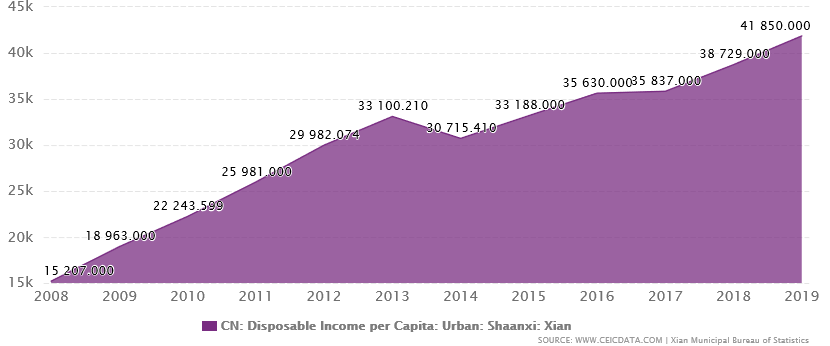 45k
41 850.000
40k
38 729.000
35 630.000
35 837.000
35k
33 100.210
33 188.000
30 715.410
30k
29 982.074
25 981.000
25k
22 243.599
20k
18 963.000
15 207.000
15k
2008 2009 2010 2011 2012 2013 2014 2015 2016 2017 2018 2019
CN: Disposable Income per Capita: Urban: Shaanxi: Xian
SOURCE: WWW.CEICDATA.COM | Xian Municipal Bureau of Statistics